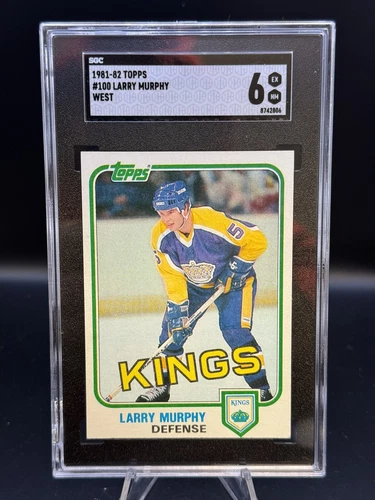 SGC
1981-82 TOPPS
#100 LARRY MURPHY
WEST
6
EX
NM
8742806
TOPPS
5
5
KINGS
KINGS
LARRY MURPHY
DEFENSE